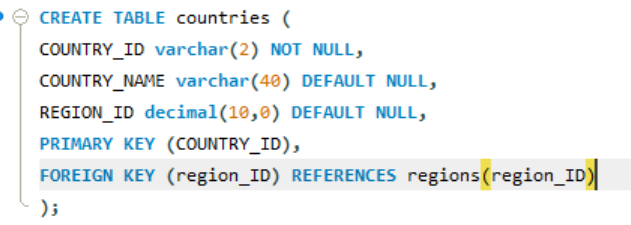 CREATE TABLE countries (
COUNTRY_ID varchar(2) NOT NULL,
COUNTRY_NAME varchar(40) DEFAULT NULL,
REGION_ID decimal(10,0) DEFAULT NULL,
PRIMARY KEY (COUNTRY_ID),
FOREIGN KEY (region_ID) REFERENCES regions(region_ID)
);